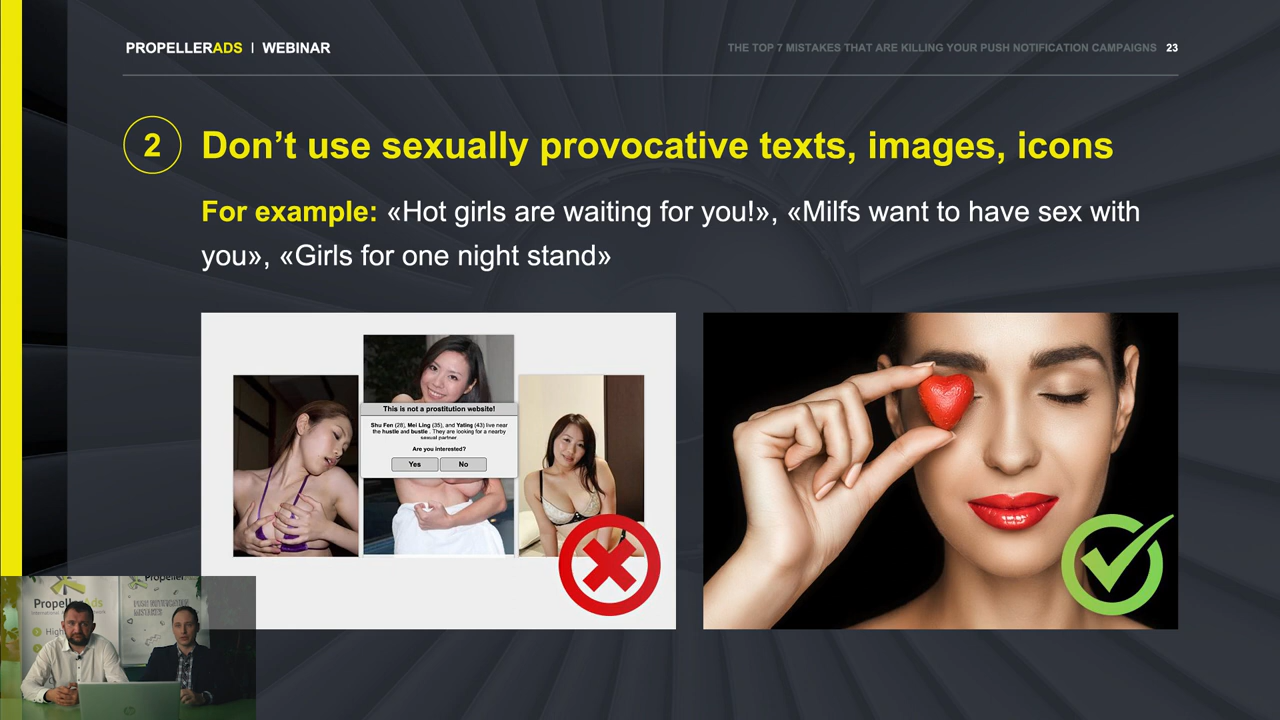 PROPELLERADS | WEBINAR
THE TOP 7 MISTAKES THAT ARE KILLING YOUR PUSH NOTIFICATION CAMPAIGNS 23
2 Don’t use sexually provocative texts, images, icons
For example: «Hot girls are waiting for you!», «Milfs want to have sex with
you», «Girls for one night stand»
This is not a prostitution website!
Shu Fen (28), Mei Ling (35), and Yating (43) live near
the hustle and bustle . They are looking for a nearby
sexual partner.
Are you interested?
Yes No
Propeller
PropellerAds